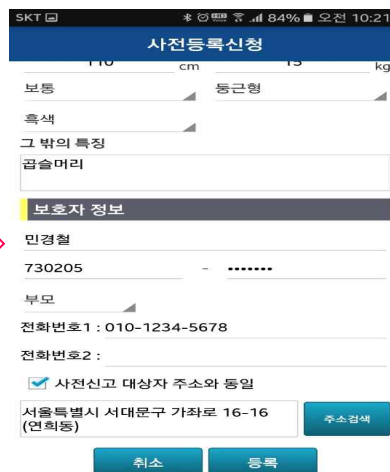 SKT 84% 오전 10:21
사전등록신청
110 cm 15 kg
보통 둥근형
흑색
그 밖의 특징
곱슬머리
보호자 정보
민경철
730205 - •••••••
부모
전화번호1 : 010-1234-5678
전화번호2 :
사전신고 대상자 주소와 동일
서울특별시 서대문구 가좌로 16-16
(연희동)
주소검색
취소 등록